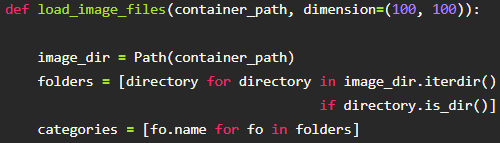 def load_image_files(container_path, dimension=(100, 100)):
image_dir = Path(container_path)
folders = [directory for directory in image_dir.iterdir()
if directory.is_dir()]
categories = [fo.name for fo in folders]